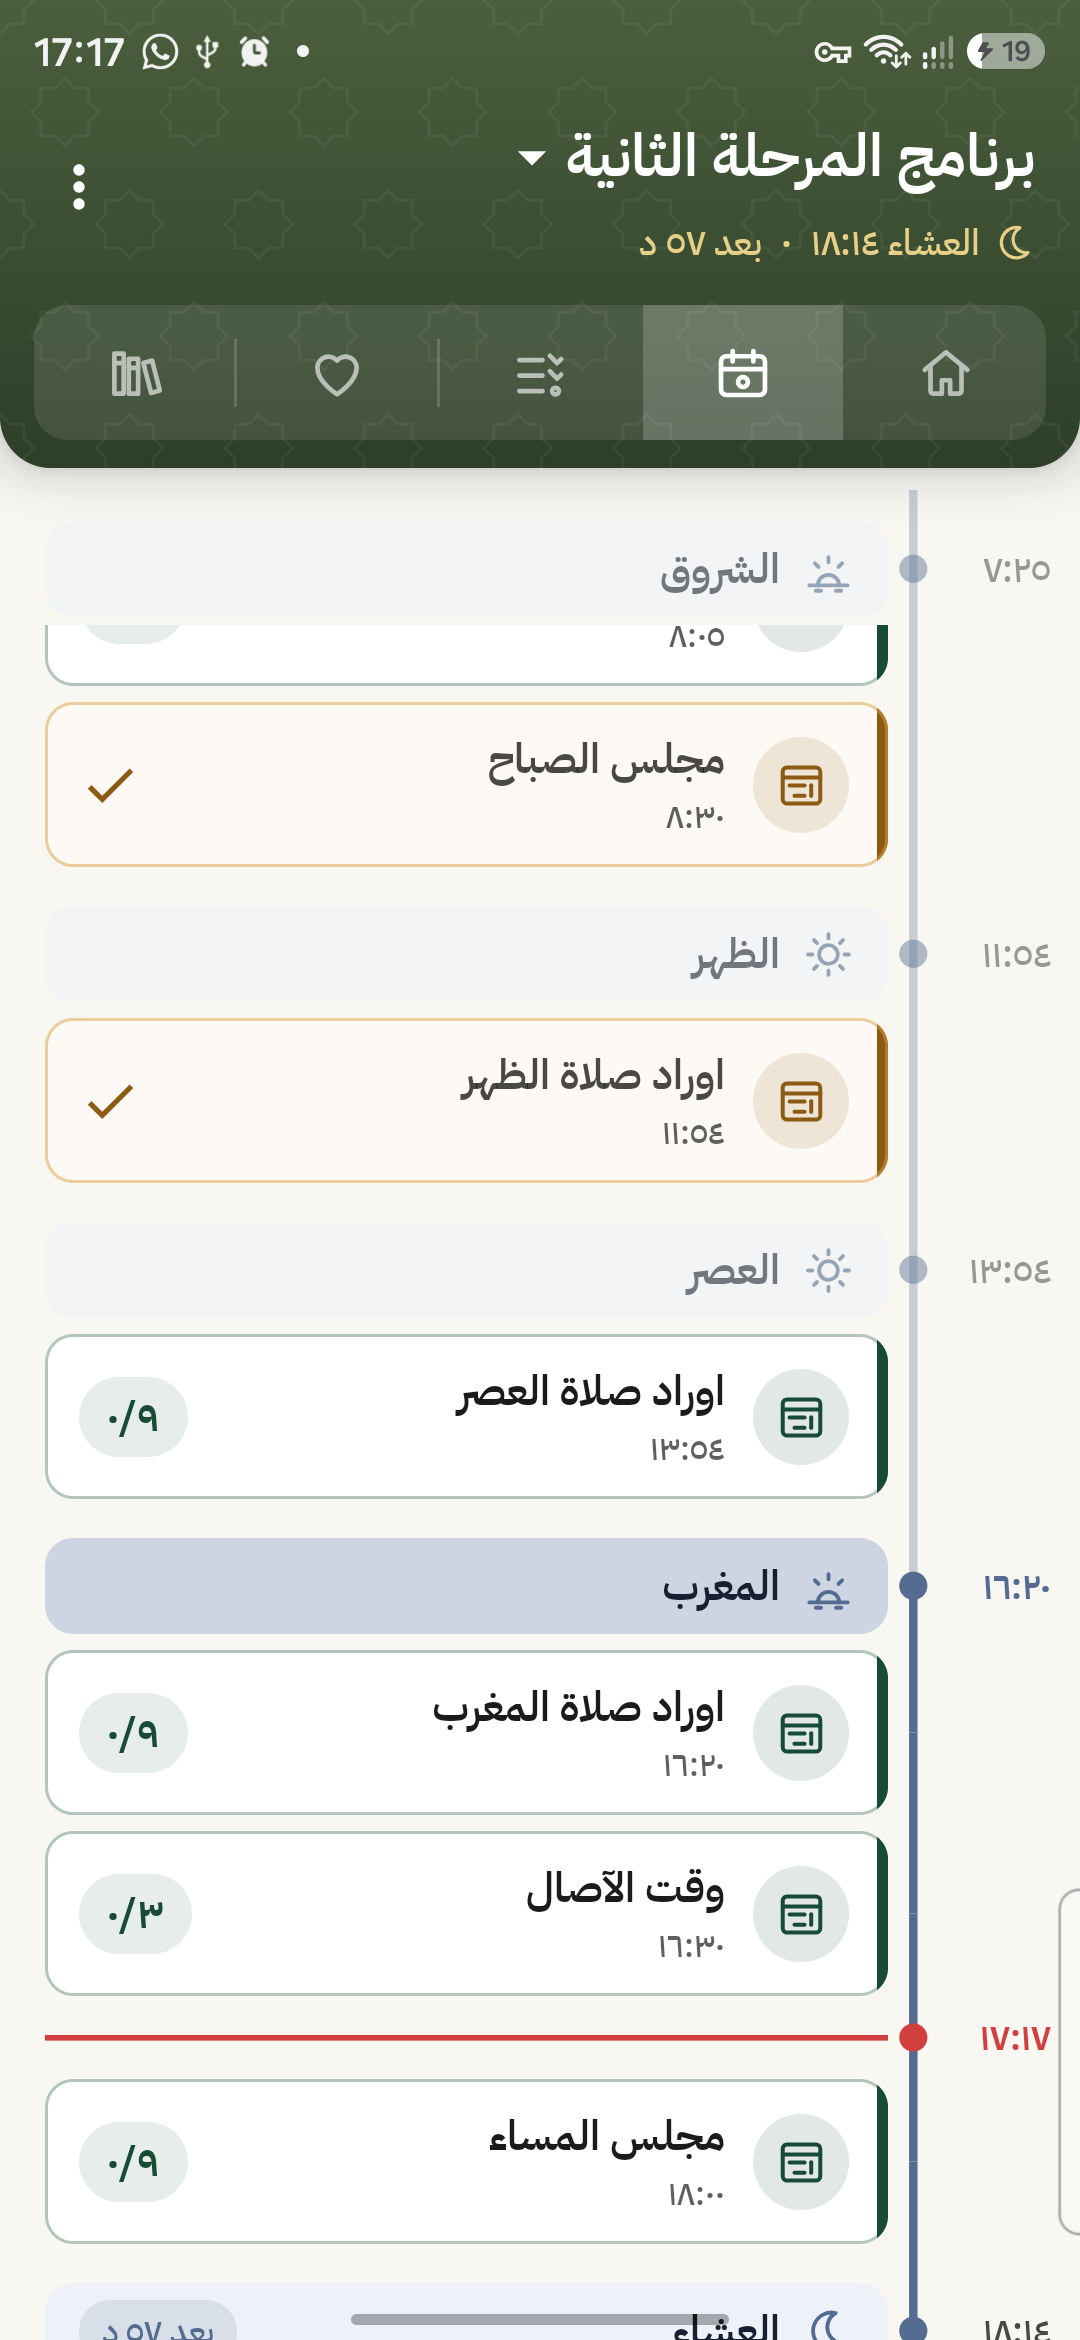 17:17
19
برنامج المرحلة الثانية
العشاء ١٨:١٤ · بعد ٥٧ د
٧:٢٥
الشروق
٨:٠٥
مجلس الصباح
٨:٣٠
١١:٥٤
الظهر
اوراد صلاة الظهر
١١:٥٤
١٣:٥٤
العصر
اوراد صلاة العصر
١٣:٥٤
٠/٩
١٦:٢٠
المغرب
اوراد صلاة المغرب
١٦:٢٠
٠/٩
وقت الآصال
١٦:٣٠
٠/٣
١٧:١٧
مجلس المساء
١٨:٠٠
٠/٩
١٨:١٤
العشاء
بعد ٥٧ د